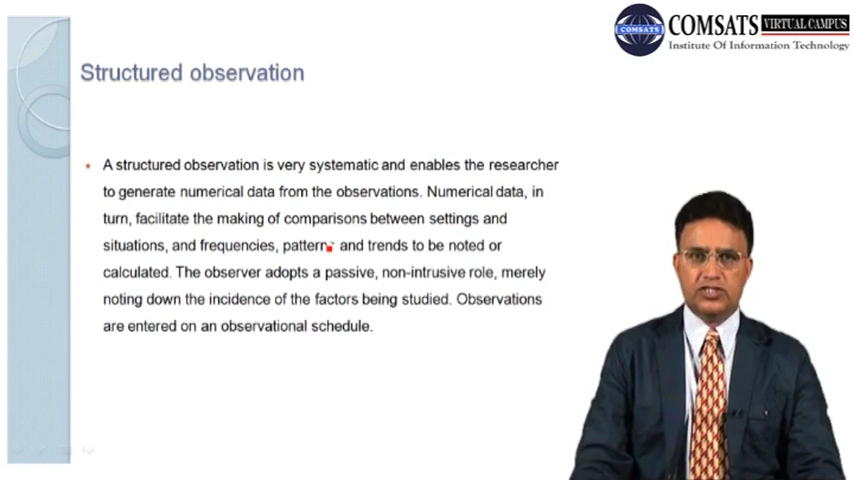 COMSATS
COMSATS VIRTUAL CAMPUS
Institute Of Information Technology
Structured observation
A structured observation is very systematic and enables the researcher
to generate numerical data from the observations. Numerical data, in
turn, facilitate the making of comparisons between settings and
situations, and frequencies, patterns and trends to be noted or
calculated. The observer adopts a passive, non-intrusive role, merely
noting down the incidence of the factors being studied. Observations
are entered on an observational schedule.